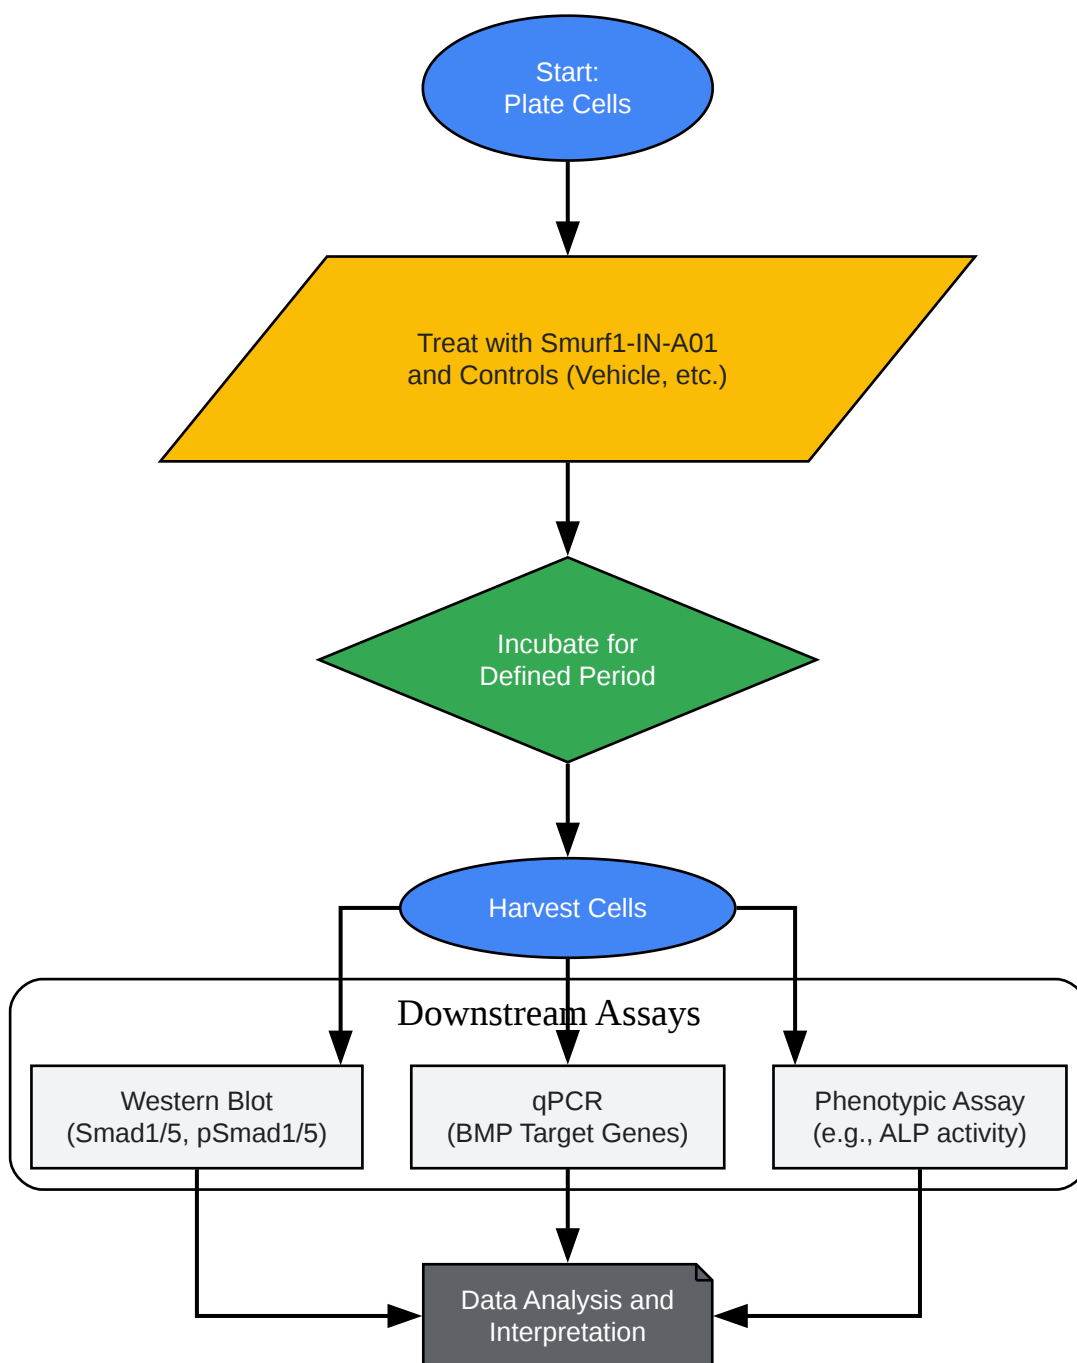 Start:
Plate Cells
Treat with Smurf1-IN-A01
and Controls (Vehicle, etc.)
Incubate for
Defined Period
Harvest Cells
Downstream Assays
Western Blot
(Smad1/5, pSmad1/5)
qPCR
(BMP Target Genes)
Phenotypic Assay
(e.g., ALP activity)
Data Analysis and
Interpretation